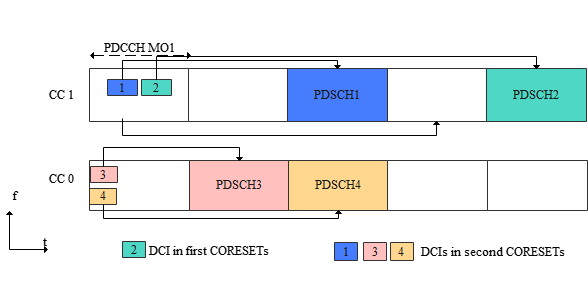 PDCCH MO1
CC 1
1
2
PDSCH1
PDSCH2
CC 0
3
4
PDSCH3
PDSCH4
f
t
2 DCI in first CORESETs
1 3 4 DCIs in second CORESETs